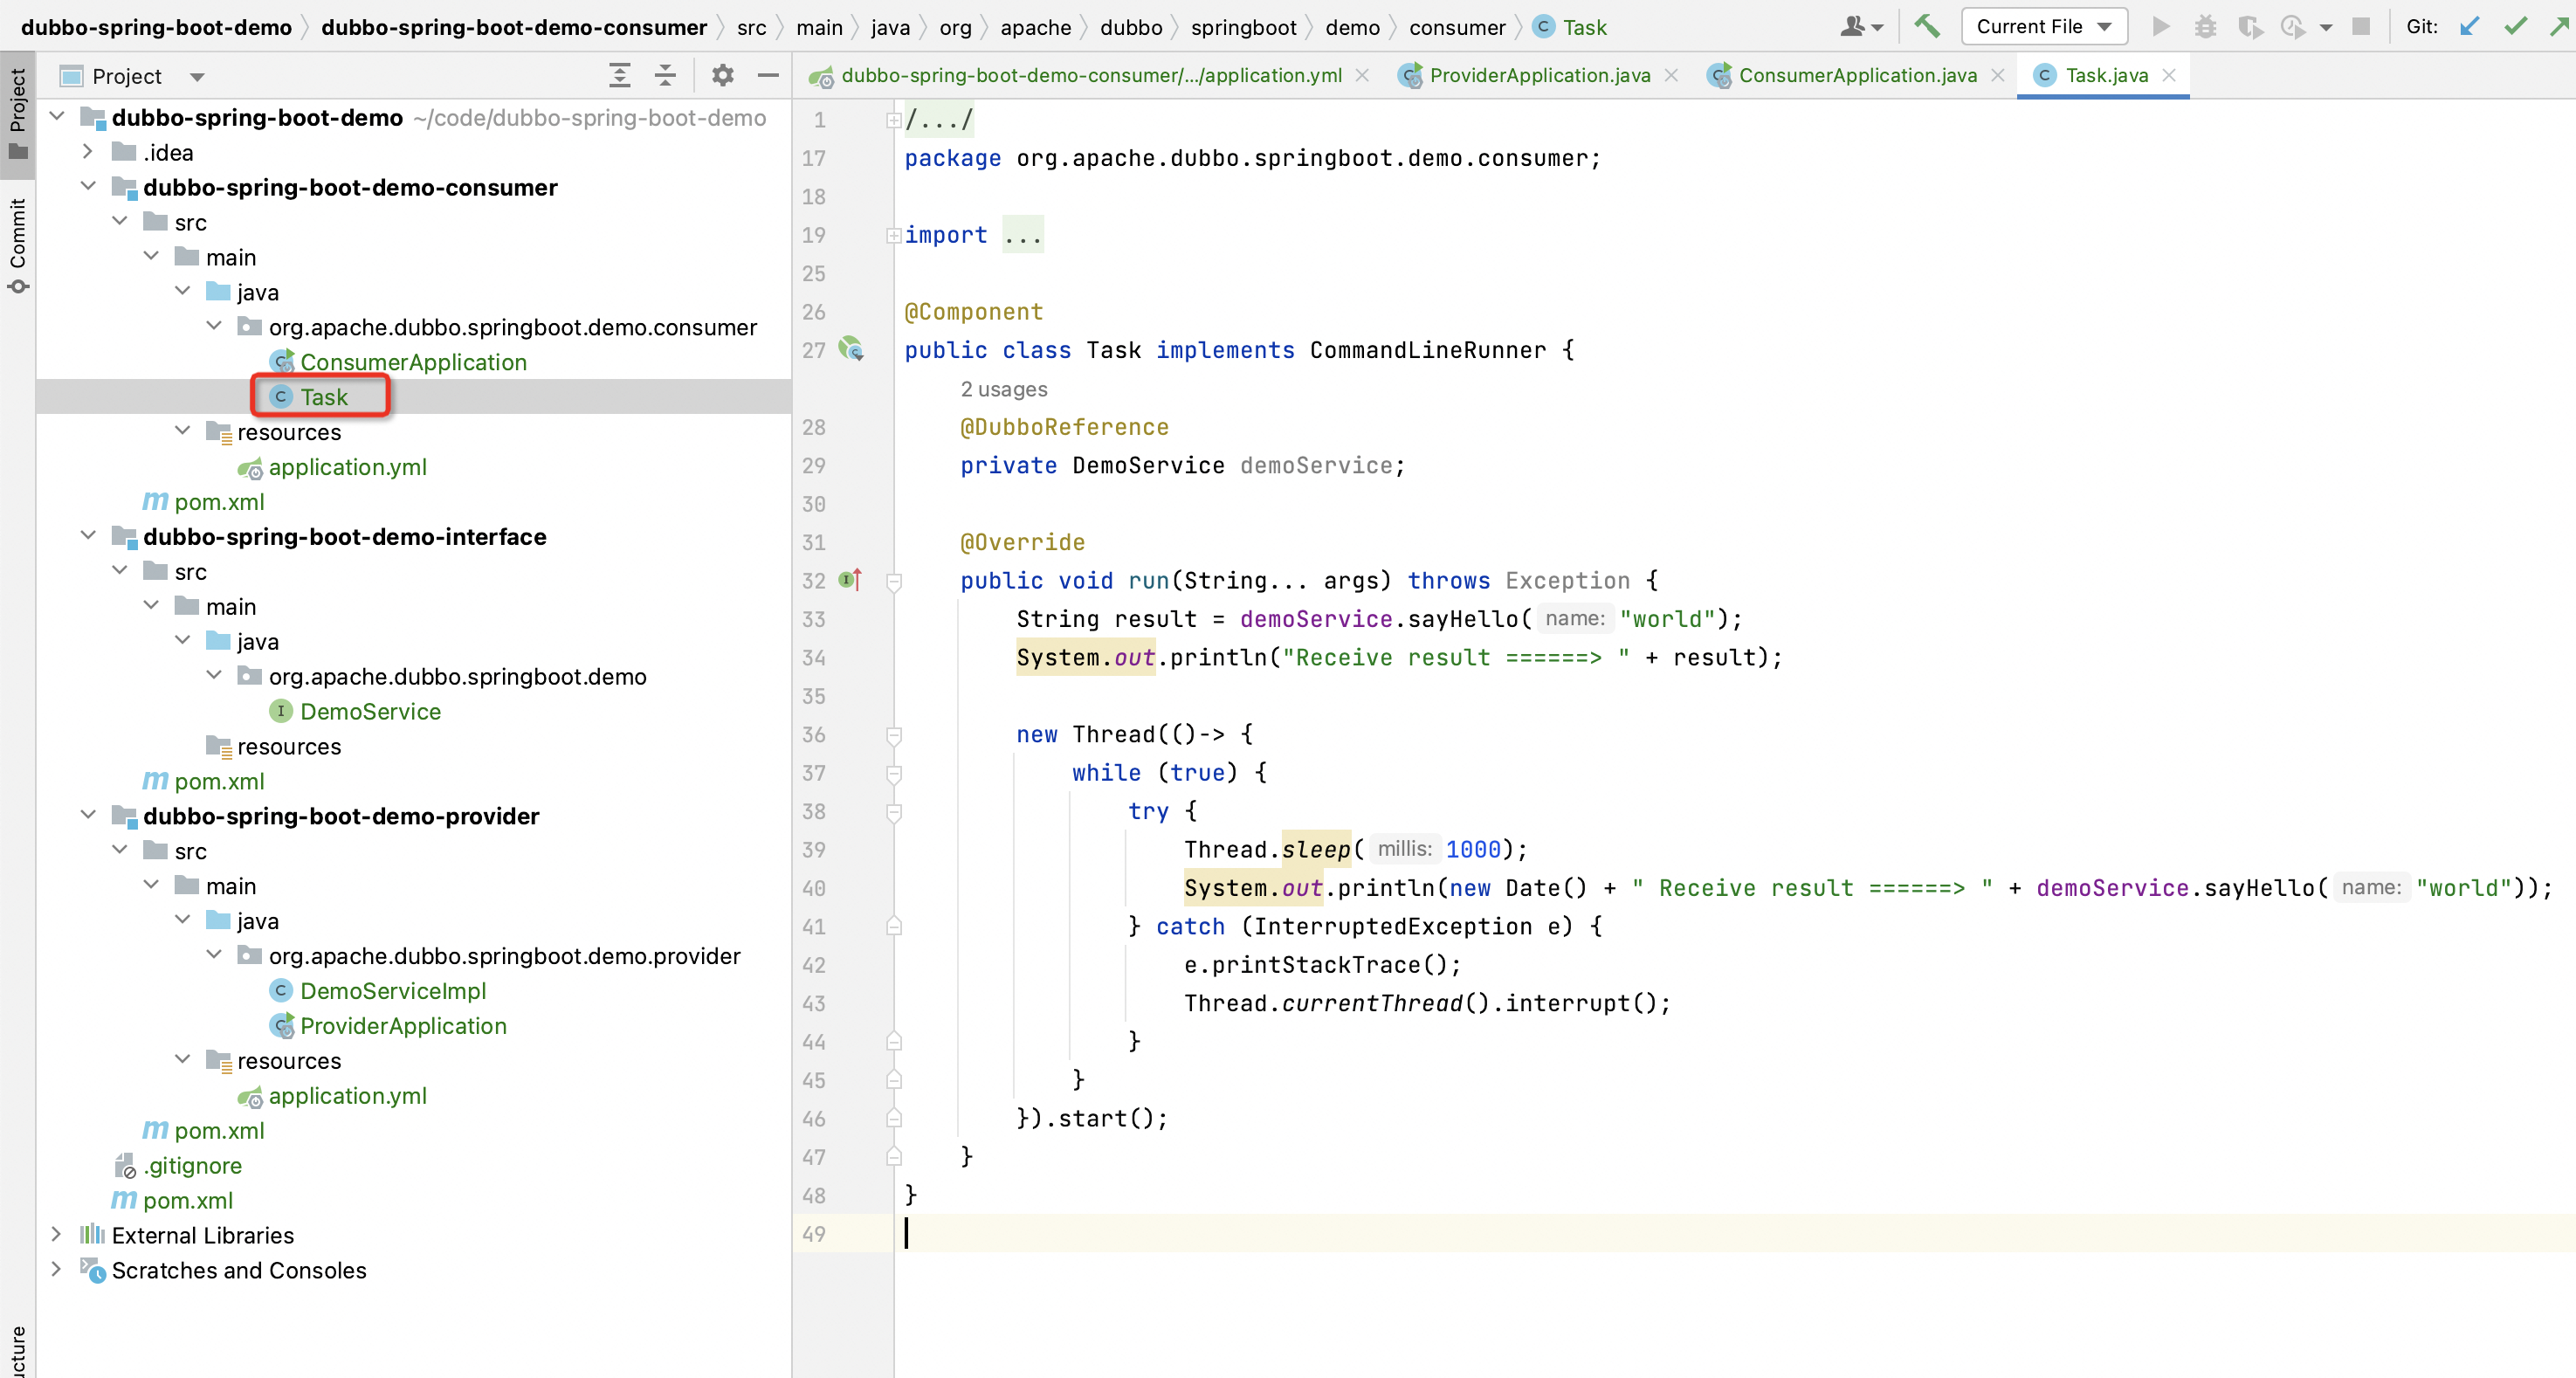 dubbo-spring-boot-demo dubbo-spring-boot-demo-consumer src main java org apache dubbo springboot demo consumer Task Current File Git:
Project
dubbo-spring-boot-demo-consumer/.../application.yml ProviderApplication.java ConsumerApplication.java Task.java
Project
Commit
dubbo-spring-boot-demo ~/code/dubbo-spring-boot-demo
.idea
dubbo-spring-boot-demo-consumer
src
main
java
org.apache.dubbo.springboot.demo.consumer
ConsumerApplication
Task
resources
application.yml
pom.xml
dubbo-spring-boot-demo-interface
src
main
java
org.apache.dubbo.springboot.demo
DemoService
resources
pom.xml
dubbo-spring-boot-demo-provider
src
main
java
org.apache.dubbo.springboot.demo.provider
DemoServiceImpl
ProviderApplication
resources
application.yml
pom.xml
.gitignore
pom.xml
External Libraries
Scratches and Consoles
ucture
1 /.../
17 package org.apache.dubbo.springboot.demo.consumer;
18
19 import ...
25
26 @Component
27 public class Task implements CommandLineRunner {
2 usages
28 @DubboReference
29 private DemoService demoService;
30
31 @Override
32 public void run(String... args) throws Exception {
33 String result = demoService.sayHello( name: "world");
34 System.out.println("Receive result ======> " + result);
35
36 new Thread(()-> {
37 while (true) {
38 try {
39 Thread.sleep( millis: 1000);
40 System.out.println(new Date() + " Receive result ======> " + demoService.sayHello( name: "world"));
41 } catch (InterruptedException e) {
42 e.printStackTrace();
43 Thread.currentThread().interrupt();
44 }
45 }
46 }).start();
47 }
48 }
49